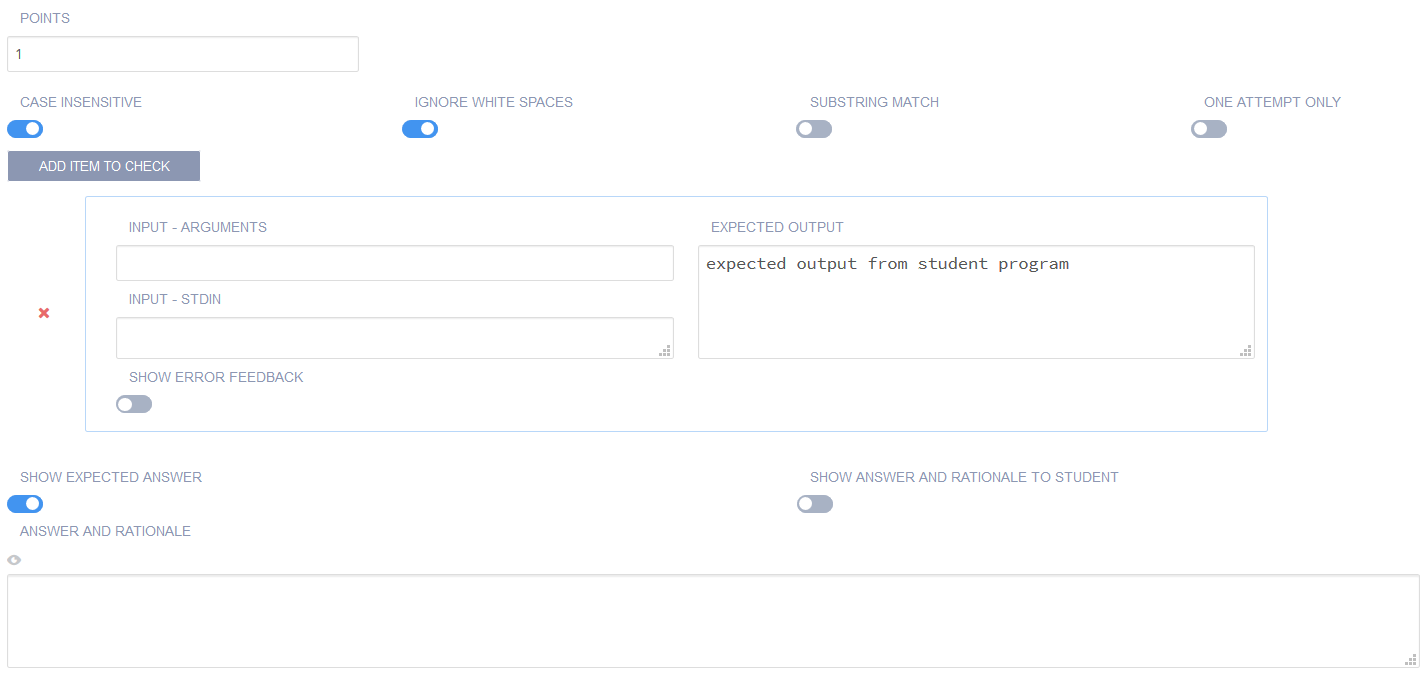 POINTS
1
CASE INSENSITIVE
IGNORE WHITE SPACES
SUBSTRING MATCH
ONE ATTEMPT ONLY
ADD ITEM TO CHECK
INPUT - ARGUMENTS
EXPECTED OUTPUT
expected output from student program
INPUT - STDIN
SHOW ERROR FEEDBACK
SHOW EXPECTED ANSWER
SHOW ANSWER AND RATIONALE TO STUDENT
ANSWER AND RATIONALE